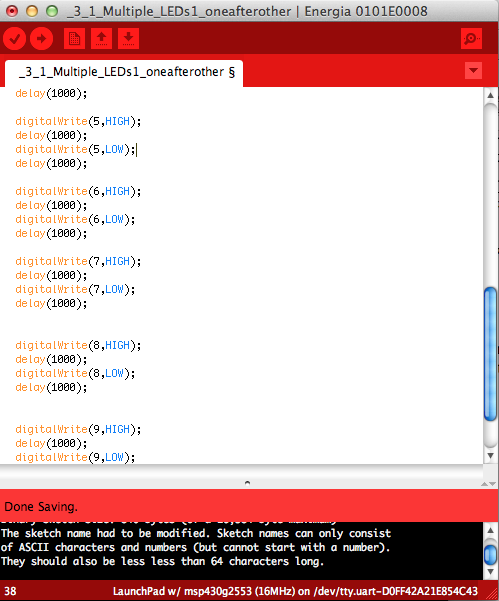 _3_1_Multiple_LEDs1_oneafterother | Energia 0101E0008
_3_1_Multiple_LEDs1_oneafterother §
delay(1000);
digitalWrite(5,HIGH);
delay(1000);
digitalWrite(5,LOW);
delay(1000);
digitalWrite(6,HIGH);
delay(1000);
digitalWrite(6,LOW);
delay(1000);
digitalWrite(7,HIGH);
delay(1000);
digitalWrite(7,LOW);
delay(1000);
digitalWrite(8,HIGH);
delay(1000);
digitalWrite(8,LOW);
delay(1000);
digitalWrite(9,HIGH);
delay(1000);
digitalWrite(9,LOW);
Done Saving.
The sketch name had to be modified. Sketch names can only consist
of ASCII characters and numbers (but cannot start with a number).
They should also be less less than 64 characters long.
38
LaunchPad w/ msp430g2553 (16MHz) on /dev/tty.uart-D0FF42A21E854C43